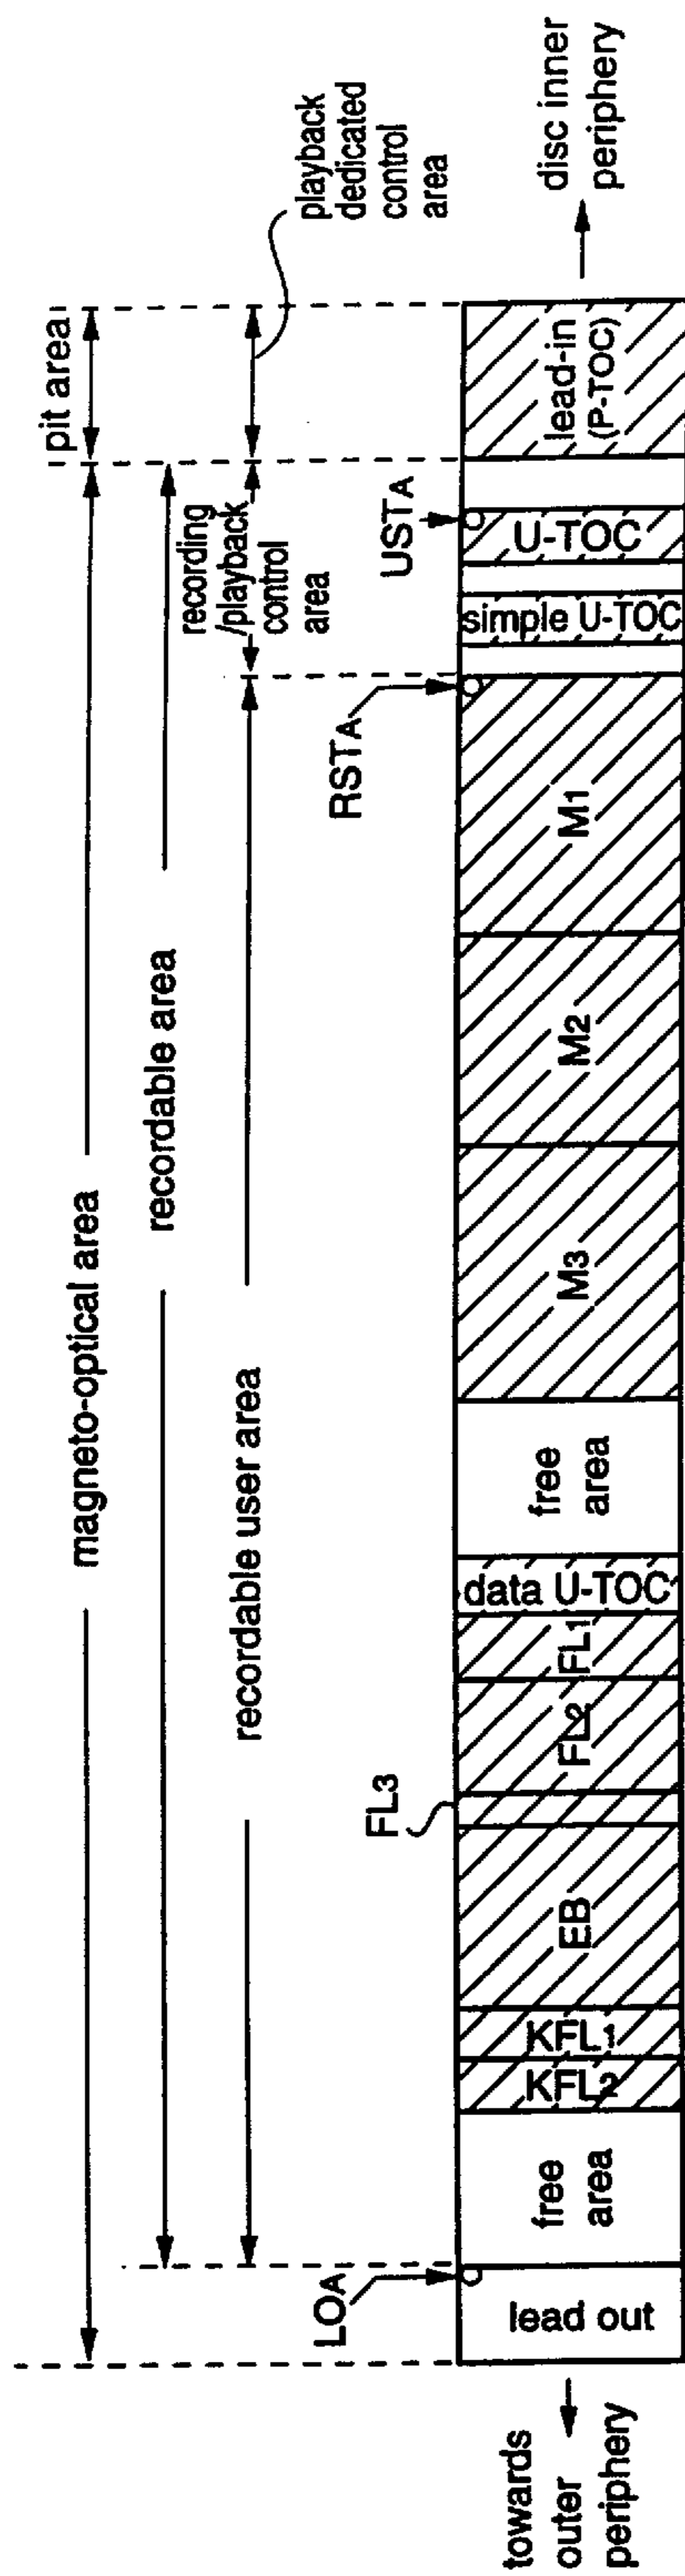 magneto-optical area
pit area
recordable area
recordable user area
recording
/playback
control
area
playback
dedicated
control
area
LOA
FL3
RSTA
USTA
towards
outer
periphery
lead out
free
area
KFL2
KFL1
EB
FL2
FL1
data U-TOC
free
area
M3
M2
M1
simple U-TOC
U-TOC
lead-in
(P-TOC)
disc inner
periphery